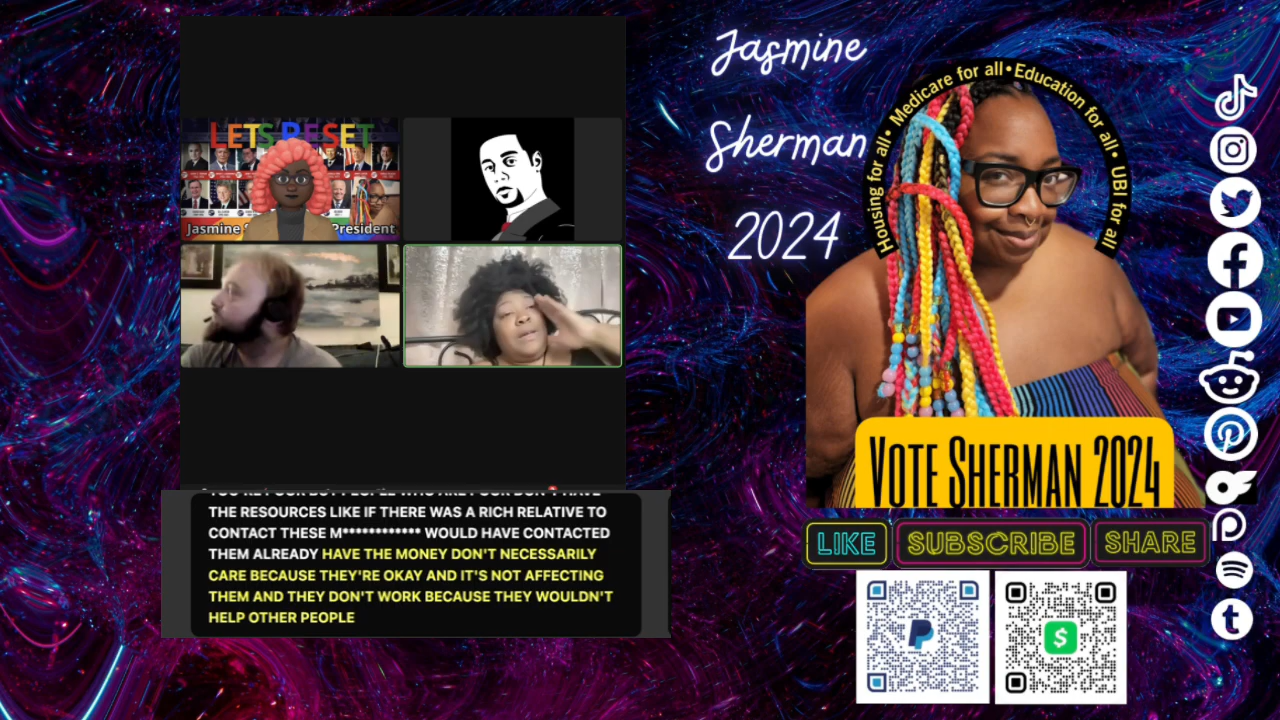 LETS RESET
Jasmine S President
THE RESOURCES LIKE IF THERE WAS A RICH RELATIVE TO
CONTACT THESE M************ WOULD HAVE CONTACTED
THEM ALREADY HAVE THE MONEY DON'T NECESSARILY
CARE BECAUSE THEY'RE OKAY AND IT'S NOT AFFECTING
THEM AND THEY DON'T WORK BECAUSE THEY WOULDN'T
HELP OTHER PEOPLE
Jasmine
Sherman
2024
Housing for all • Medicare for all • Education for all • UBI for all
VOTE SHERMAN 2024
LIKE
SUBSCRIBE
SHARE